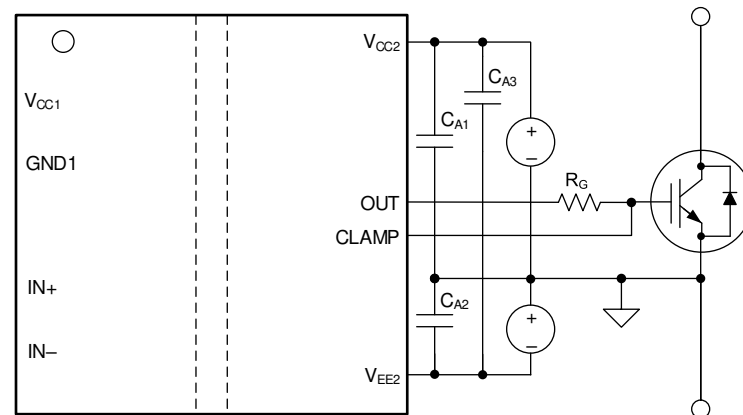 VCC2
CA3
VCC1
CA1
+
−
GND1
RG
OUT
CLAMP
IN+
CA2
+
−
IN−
VEE2